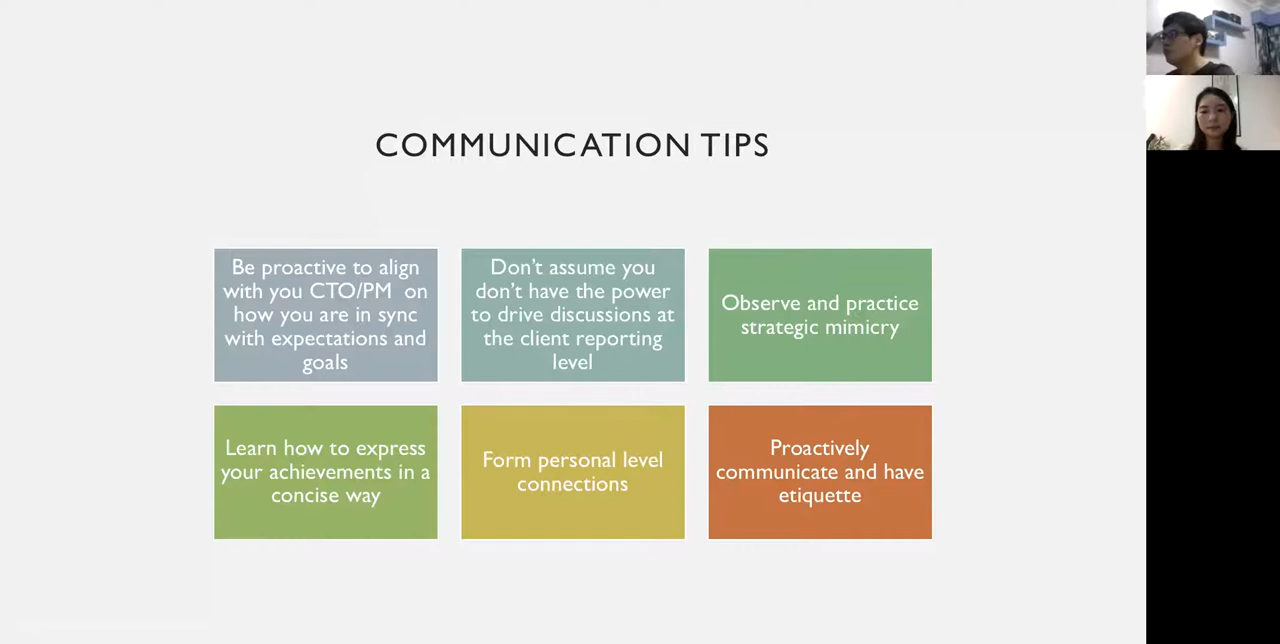 COMMUNICATION TIPS
Be proactive to align
with you CTO/PM on
how you are in sync
with expectations and
goals
Don't assume you
don't have the power
to drive discussions at
the client reporting
level
Observe and practice
strategic mimicry
Learn how to express
your achievements in a
concise way
Form personal level
connections
Proactively
communicate and have
etiquette